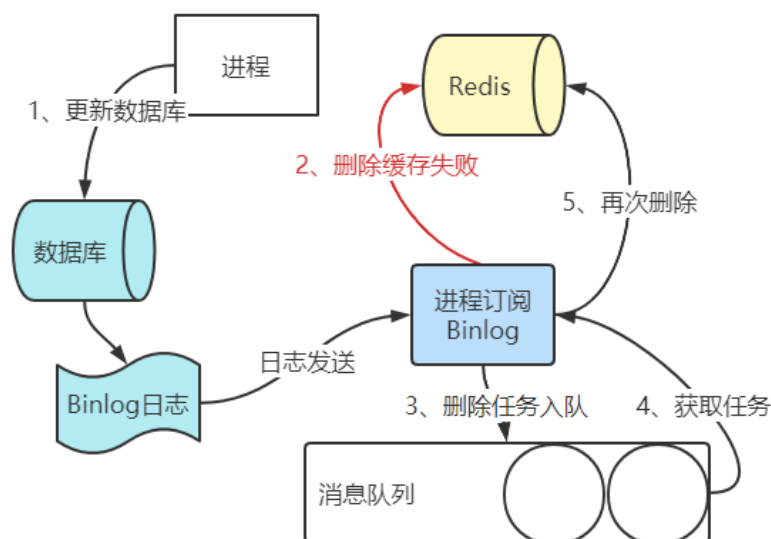 进程
Redis
1、更新数据库
2、删除缓存失败
5、再次删除
数据库
进程订阅
Binlog
日志发送
Binlog日志
3、删除任务入队
4、获取任务
消息队列